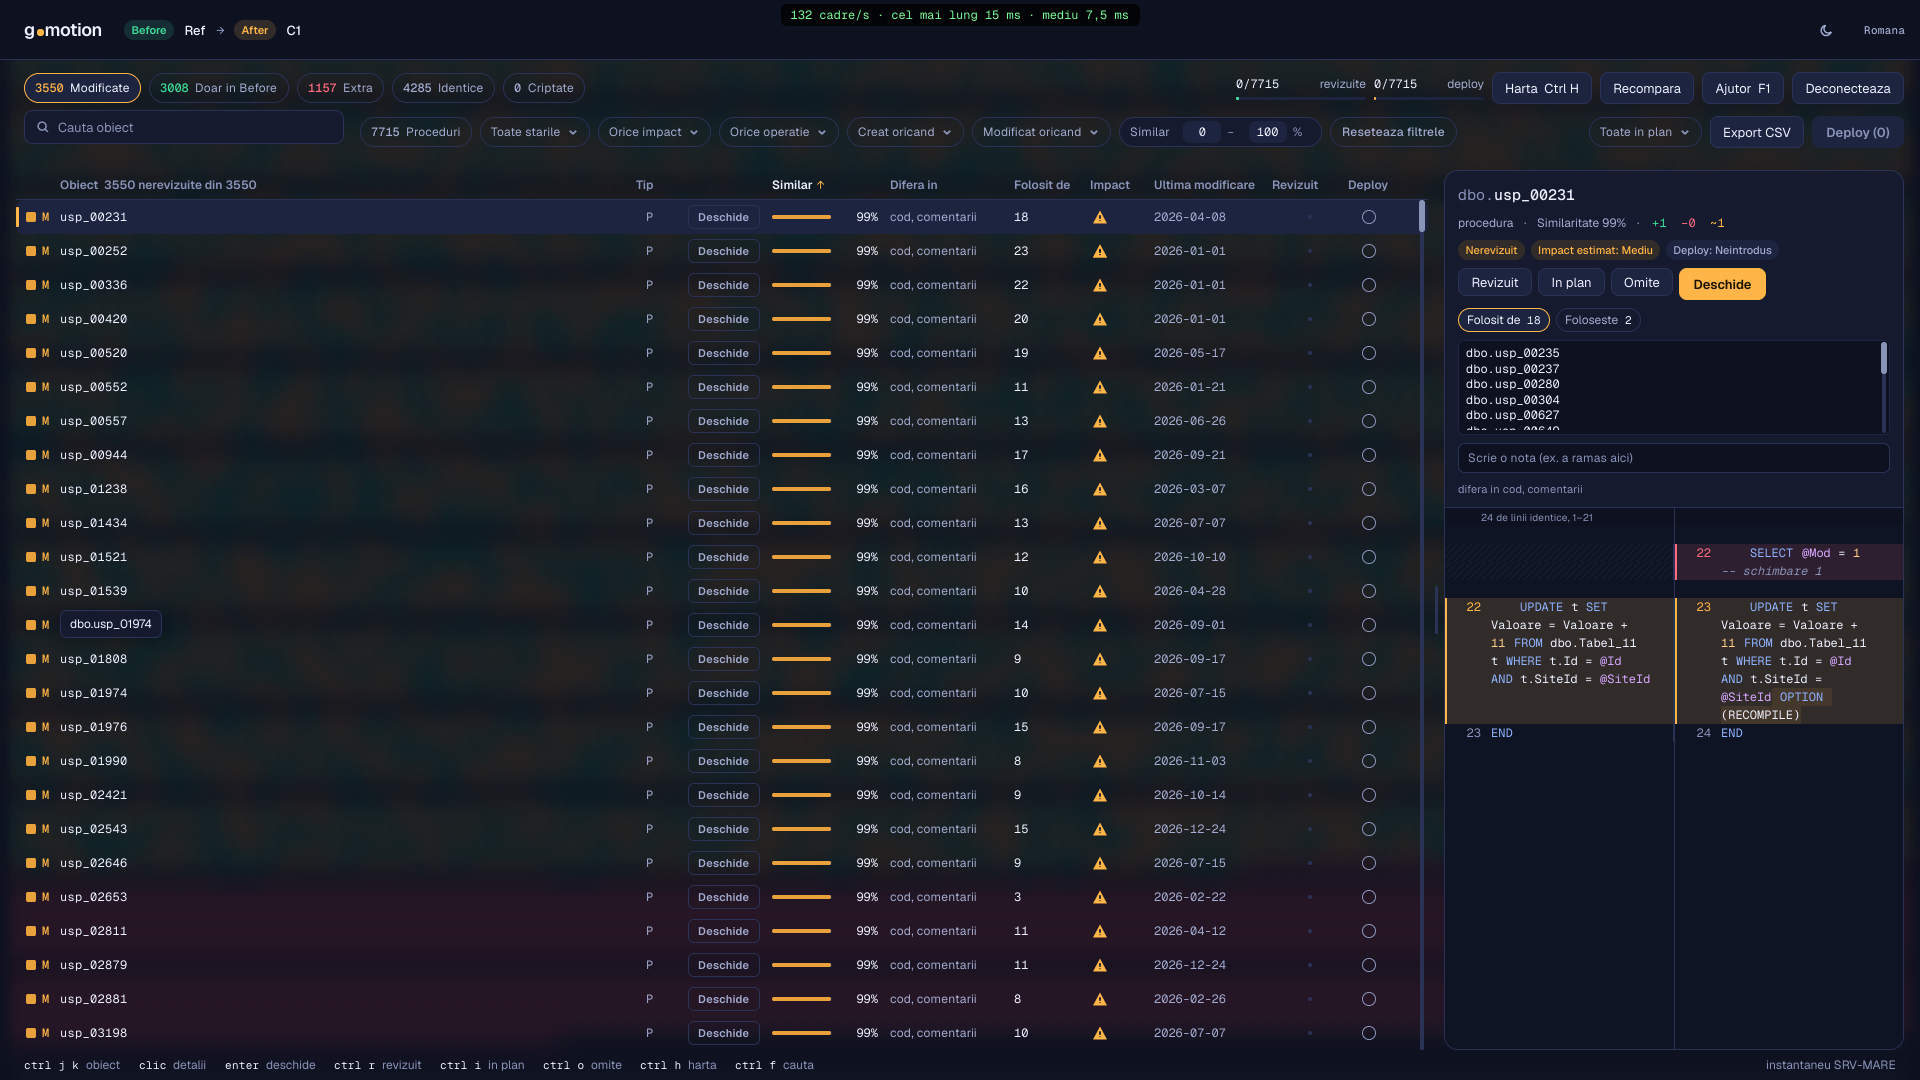 132 cadre/s · cel mai lung 15 ms · mediu 7,5 ms
gomotion Before Ref → After C1 Romana
3550 Modificate 3008 Doar in Before 1157 Extra 4285 Identice 0 Criptate 0/7715 revizuite 0/7715 deploy Harta Ctrl H Recompara Ajutor F1 Deconecteaza
Cauta obiect 7715 Proceduri Toate starile Orice impact Orice operatie Creat oricand Modificat oricand Similar 0 – 100 % Reseteaza filtrele Toate in plan Export CSV Deploy (0)
Obiect 3550 nerevizuite din 3550 Tip Similar ↑ Difera in Folosit de Impact Ultima modificare Revizuit Deploy
M usp_00231 P Deschide 99% cod, comentarii 18 2026-04-08
M usp_00252 P Deschide 99% cod, comentarii 23 2026-01-01
M usp_00336 P Deschide 99% cod, comentarii 22 2026-01-01
M usp_00420 P Deschide 99% cod, comentarii 20 2026-01-01
M usp_00520 P Deschide 99% cod, comentarii 19 2026-05-17
M usp_00552 P Deschide 99% cod, comentarii 11 2026-01-21
M usp_00557 P Deschide 99% cod, comentarii 13 2026-06-26
M usp_00944 P Deschide 99% cod, comentarii 17 2026-09-21
M usp_01238 P Deschide 99% cod, comentarii 16 2026-03-07
M usp_01434 P Deschide 99% cod, comentarii 13 2026-07-07
M usp_01521 P Deschide 99% cod, comentarii 12 2026-10-10
M usp_01539 P Deschide 99% cod, comentarii 10 2026-04-28
M dbo.usp_01974 P Deschide 99% cod, comentarii 14 2026-09-01
M usp_01808 P Deschide 99% cod, comentarii 9 2026-09-17
M usp_01974 P Deschide 99% cod, comentarii 10 2026-07-15
M usp_01976 P Deschide 99% cod, comentarii 15 2026-09-17
M usp_01990 P Deschide 99% cod, comentarii 8 2026-11-03
M usp_02421 P Deschide 99% cod, comentarii 9 2026-10-14
M usp_02543 P Deschide 99% cod, comentarii 15 2026-12-24
M usp_02646 P Deschide 99% cod, comentarii 9 2026-07-15
M usp_02653 P Deschide 99% cod, comentarii 3 2026-02-22
M usp_02811 P Deschide 99% cod, comentarii 11 2026-04-12
M usp_02879 P Deschide 99% cod, comentarii 11 2026-12-24
M usp_02881 P Deschide 99% cod, comentarii 8 2026-02-26
M usp_03198 P Deschide 99% cod, comentarii 10 2026-07-07
dbo.usp_00231
procedura · Similaritate 99% · +1 −0 ~1
Nerevizuit Impact estimat: Mediu Deploy: Neintrodus
Revizuit In plan Omite Deschide
Folosit de 18 Foloseste 2
dbo.usp_00235
dbo.usp_00237
dbo.usp_00280
dbo.usp_00304
dbo.usp_00627
Scrie o nota (ex. a ramas aici)
difera in cod, comentarii
24 de linii identice, 1–21
22 SELECT @Mod = 1
-- schimbare 1
22 UPDATE t SET
Valoare = Valoare +
11 FROM dbo.Tabel_11
t WHERE t.Id = @Id
AND t.SiteId = @SiteId
23 UPDATE t SET
Valoare = Valoare +
11 FROM dbo.Tabel_11
t WHERE t.Id = @Id
AND t.SiteId =
@SiteId OPTION
(RECOMPILE)
23 END
24 END
ctrl j k obiect clic detalii enter deschide ctrl r revizuit ctrl i in plan ctrl o omite ctrl h harta ctrl f cauta instantaneu SRV-MARE